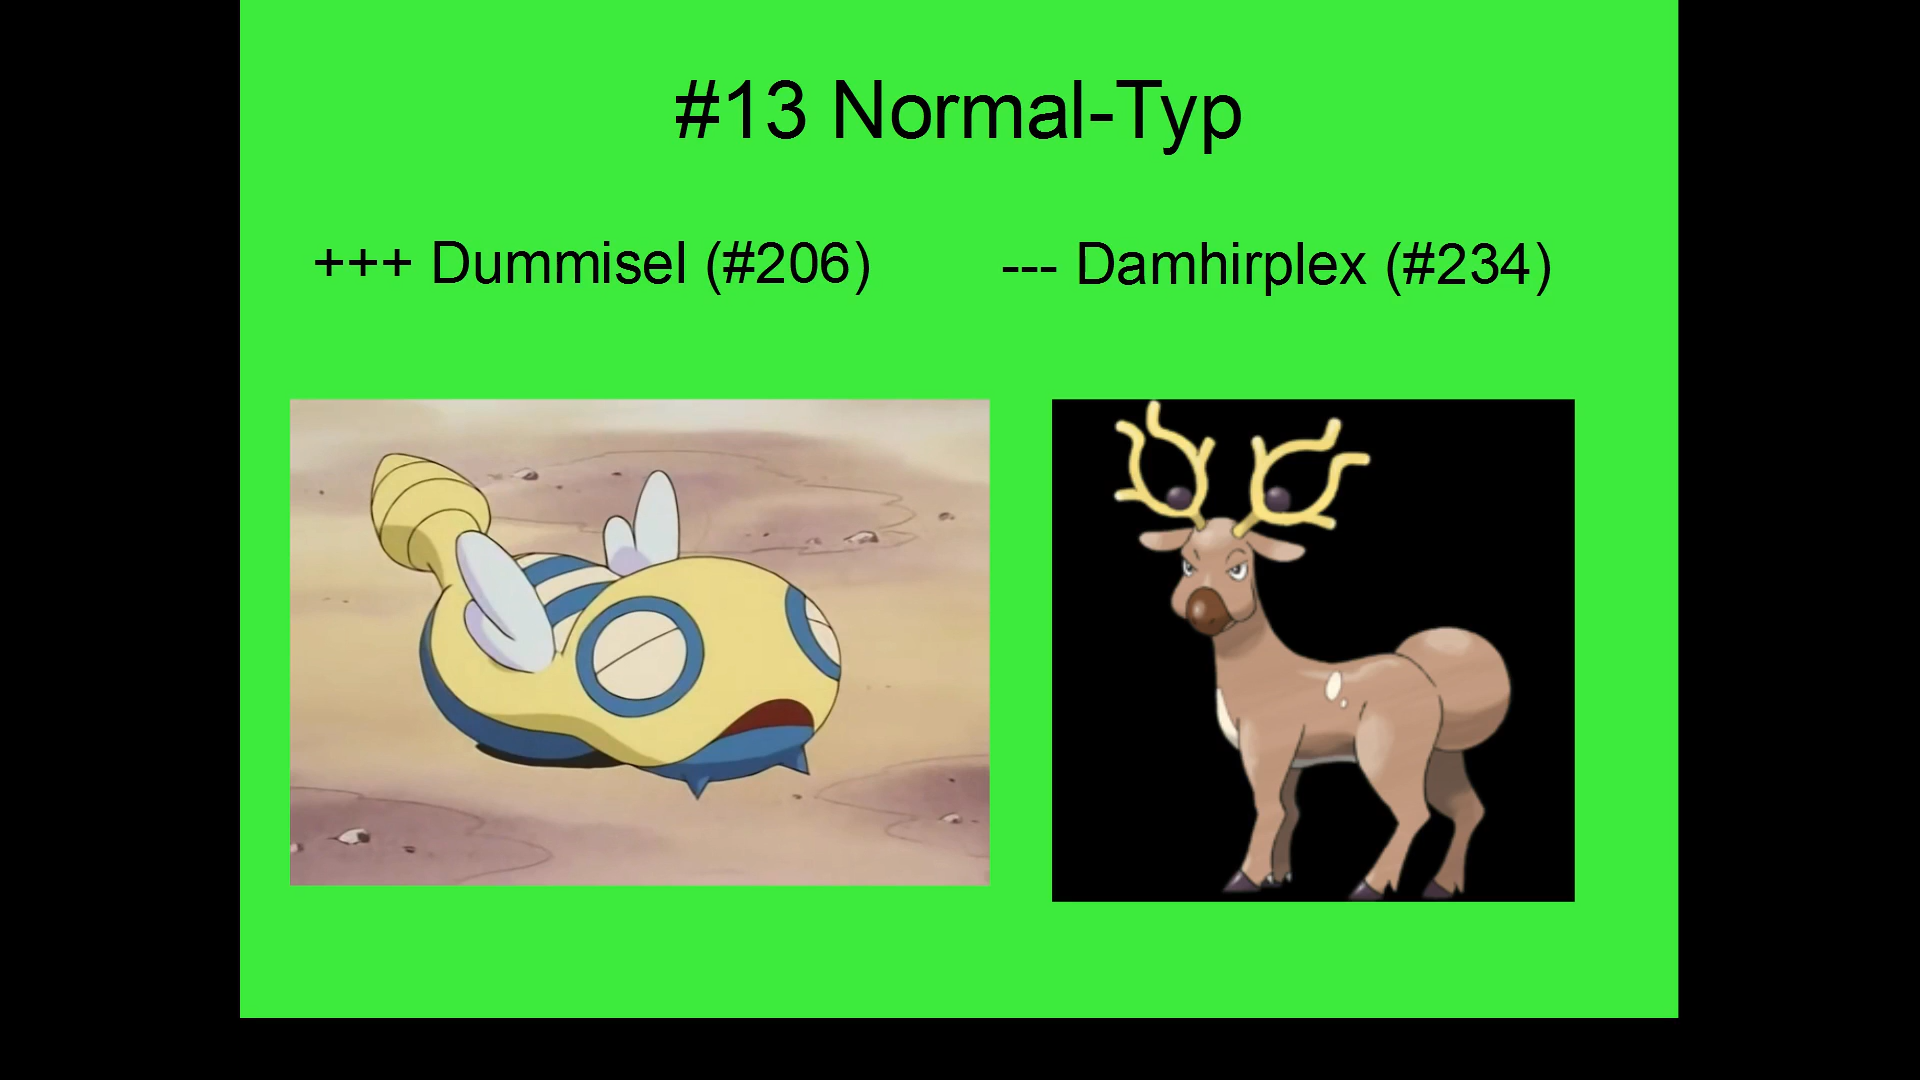 #13 Normal-Typ
+++ Dummisel (#206)
--- Damhirplex (#234)